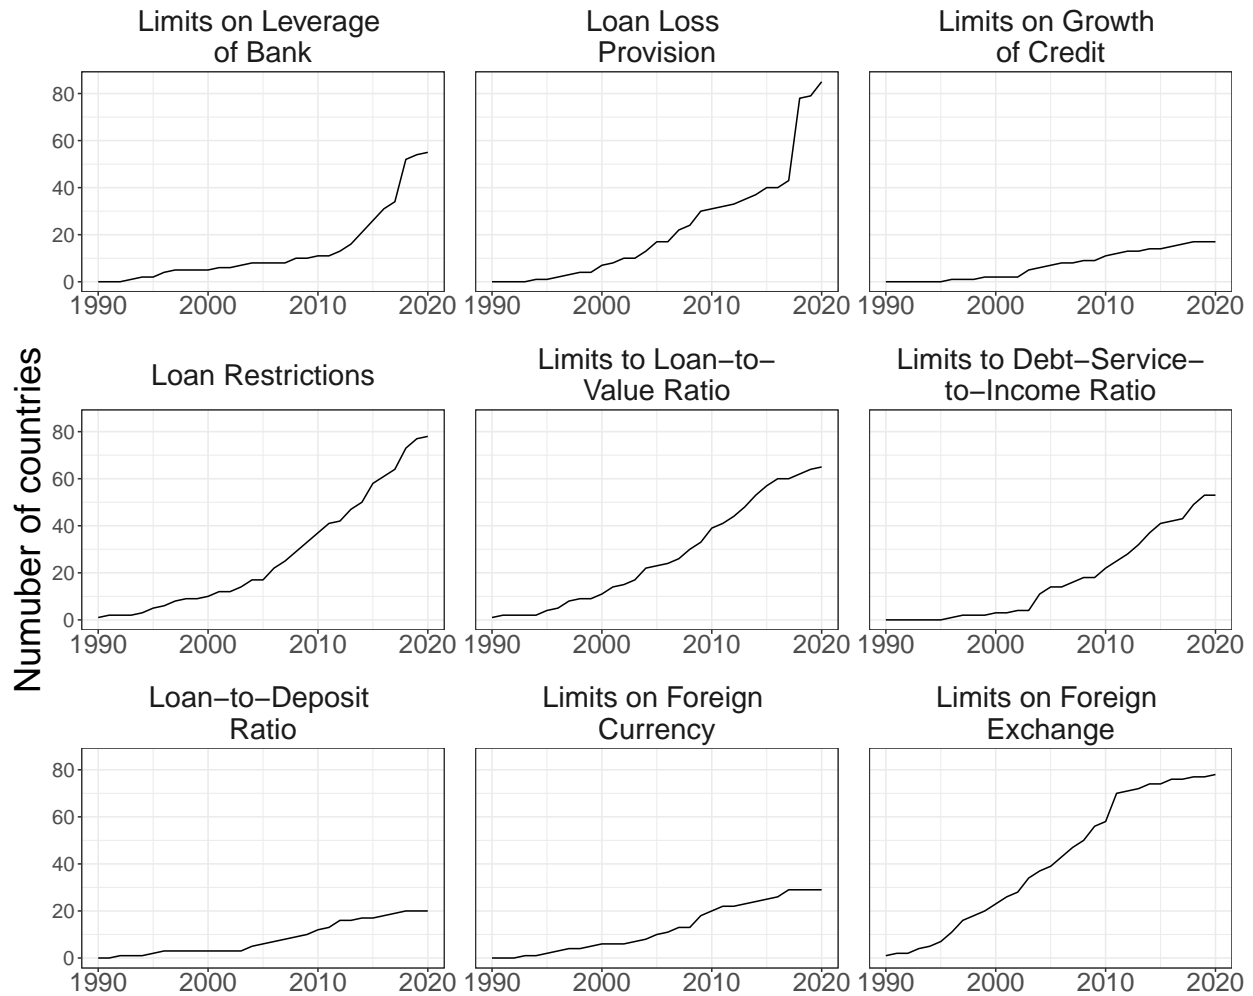 Limits on Leverage
of Bank
Loan Loss
Provision
Limits on Growth
of Credit
80
60
40
20
0
1990 2000 2010 2020
1990 2000 2010 2020
1990 2000 2010 2020
Numuber of countries
Loan Restrictions
Limits to Loan−to−
Value Ratio
Limits to Debt−Service−
to−Income Ratio
80
60
40
20
0
1990 2000 2010 2020
1990 2000 2010 2020
1990 2000 2010 2020
Loan−to−Deposit
Ratio
Limits on Foreign
Currency
Limits on Foreign
Exchange
80
60
40
20
0
1990 2000 2010 2020
1990 2000 2010 2020
1990 2000 2010 2020